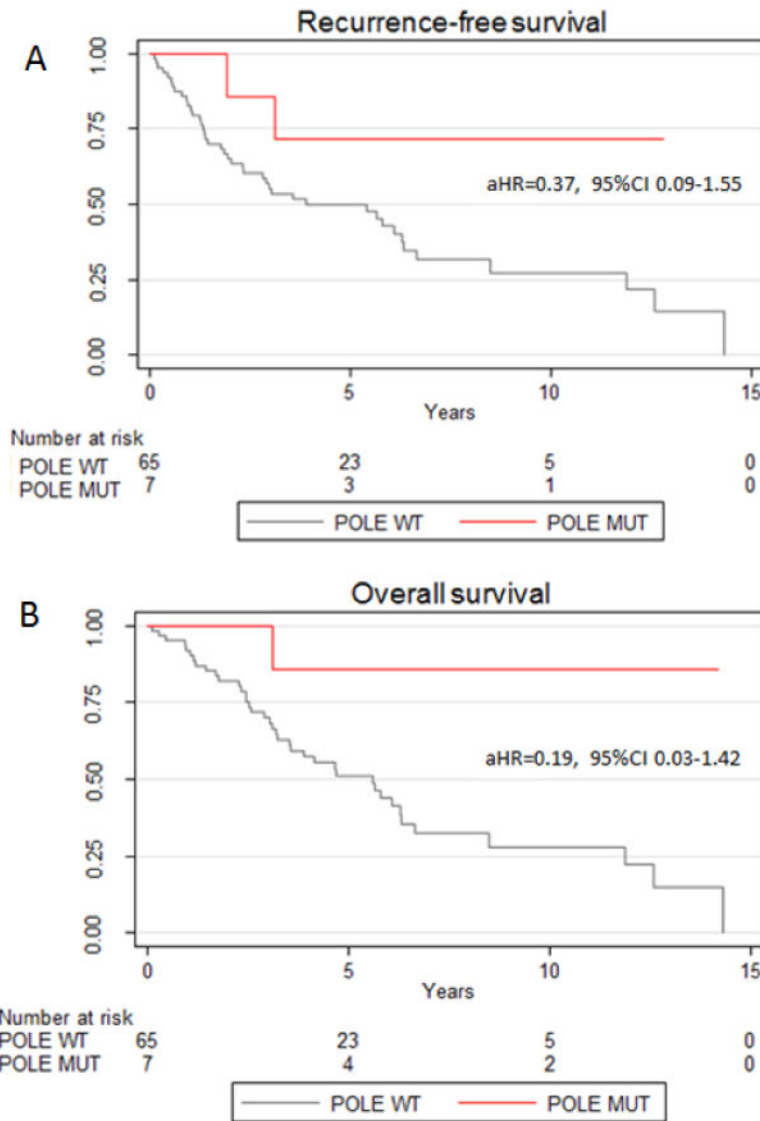 A
Recurrence-free survival
1.00
0.75
0.50
0.25
0.00
aHR=0.37, 95%CI 0.09-1.55
0 5 10 15
Years
Number at risk
POLE WT 65 23 5 0
POLE MUT 7 3 1 0
POLE WT POLE MUT
B
Overall survival
1.00
0.75
0.50
0.25
0.00
aHR=0.19, 95%CI 0.03-1.42
0 5 10 15
Years
Number at risk
POLE WT 65 23 5 0
POLE MUT 7 4 2 0
POLE WT POLE MUT